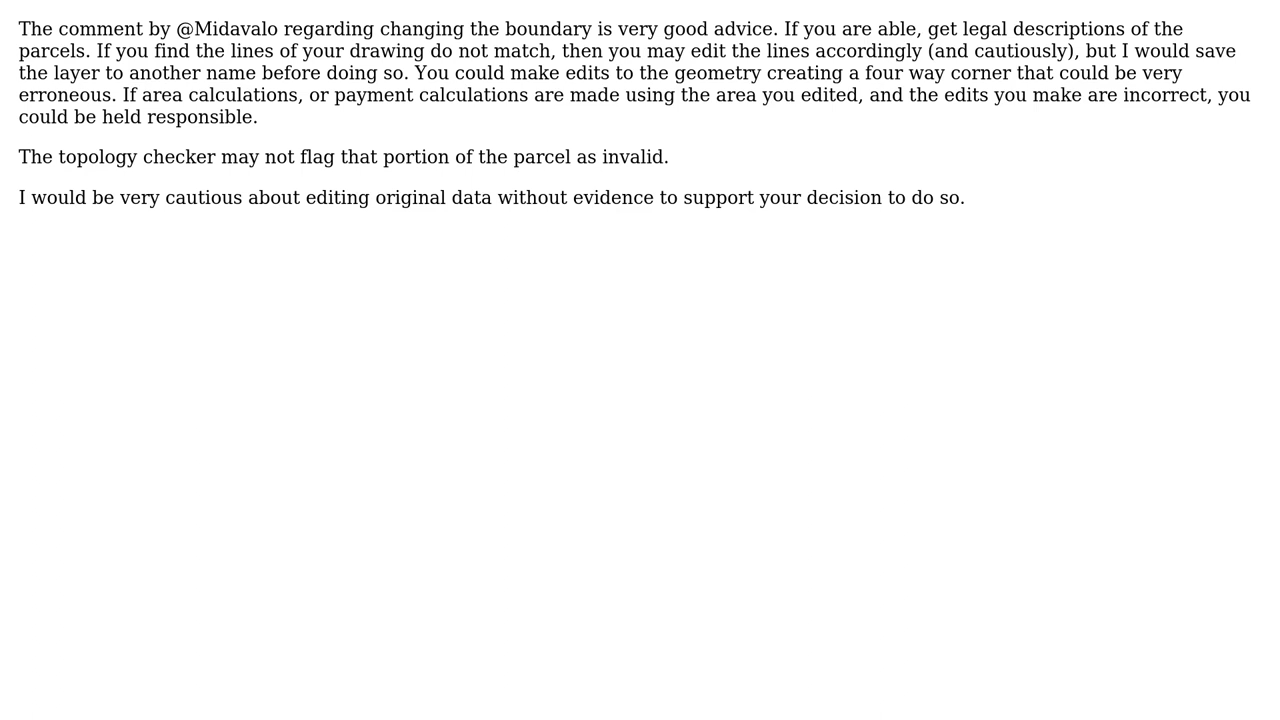 The comment by @Midavalo regarding changing the boundary is very good advice. If you are able, get legal descriptions of the
parcels. If you find the lines of your drawing do not match, then you may edit the lines accordingly (and cautiously), but I would save
the layer to another name before doing so. You could make edits to the geometry creating a four way corner that could be very
erroneous. If area calculations, or payment calculations are made using the area you edited, and the edits you make are incorrect, you
could be held responsible.
The topology checker may not flag that portion of the parcel as invalid.
I would be very cautious about editing original data without evidence to support your decision to do so.